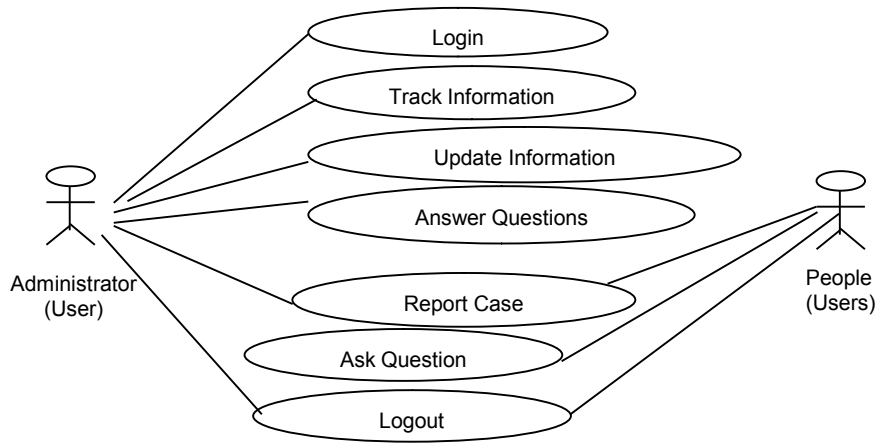 Login
Track Information
Update Information
Answer Questions
Administrator
(User)
People
(Users)
Report Case
Ask Question
Logout